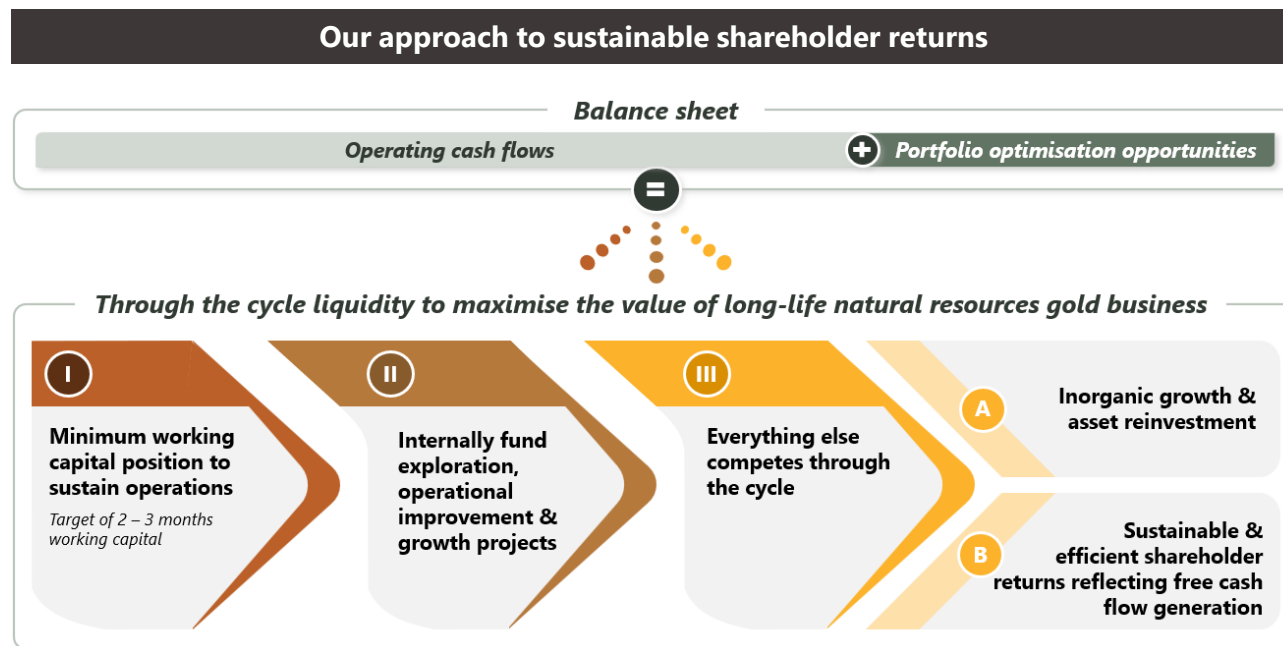 Our approach to sustainable shareholder returns
Balance sheet
Operating cash flows
+
Portfolio optimisation opportunities
=
Through the cycle liquidity to maximise the value of long-life natural resources gold business
I
Minimum working
capital position to
sustain operations
Target of 2 – 3 months
working capital
II
Internally fund
exploration,
operational
improvement &
growth projects
III
Everything else
competes through
the cycle
A
Inorganic growth &
asset reinvestment
B
Sustainable &
efficient shareholder
returns reflecting free cash
flow generation